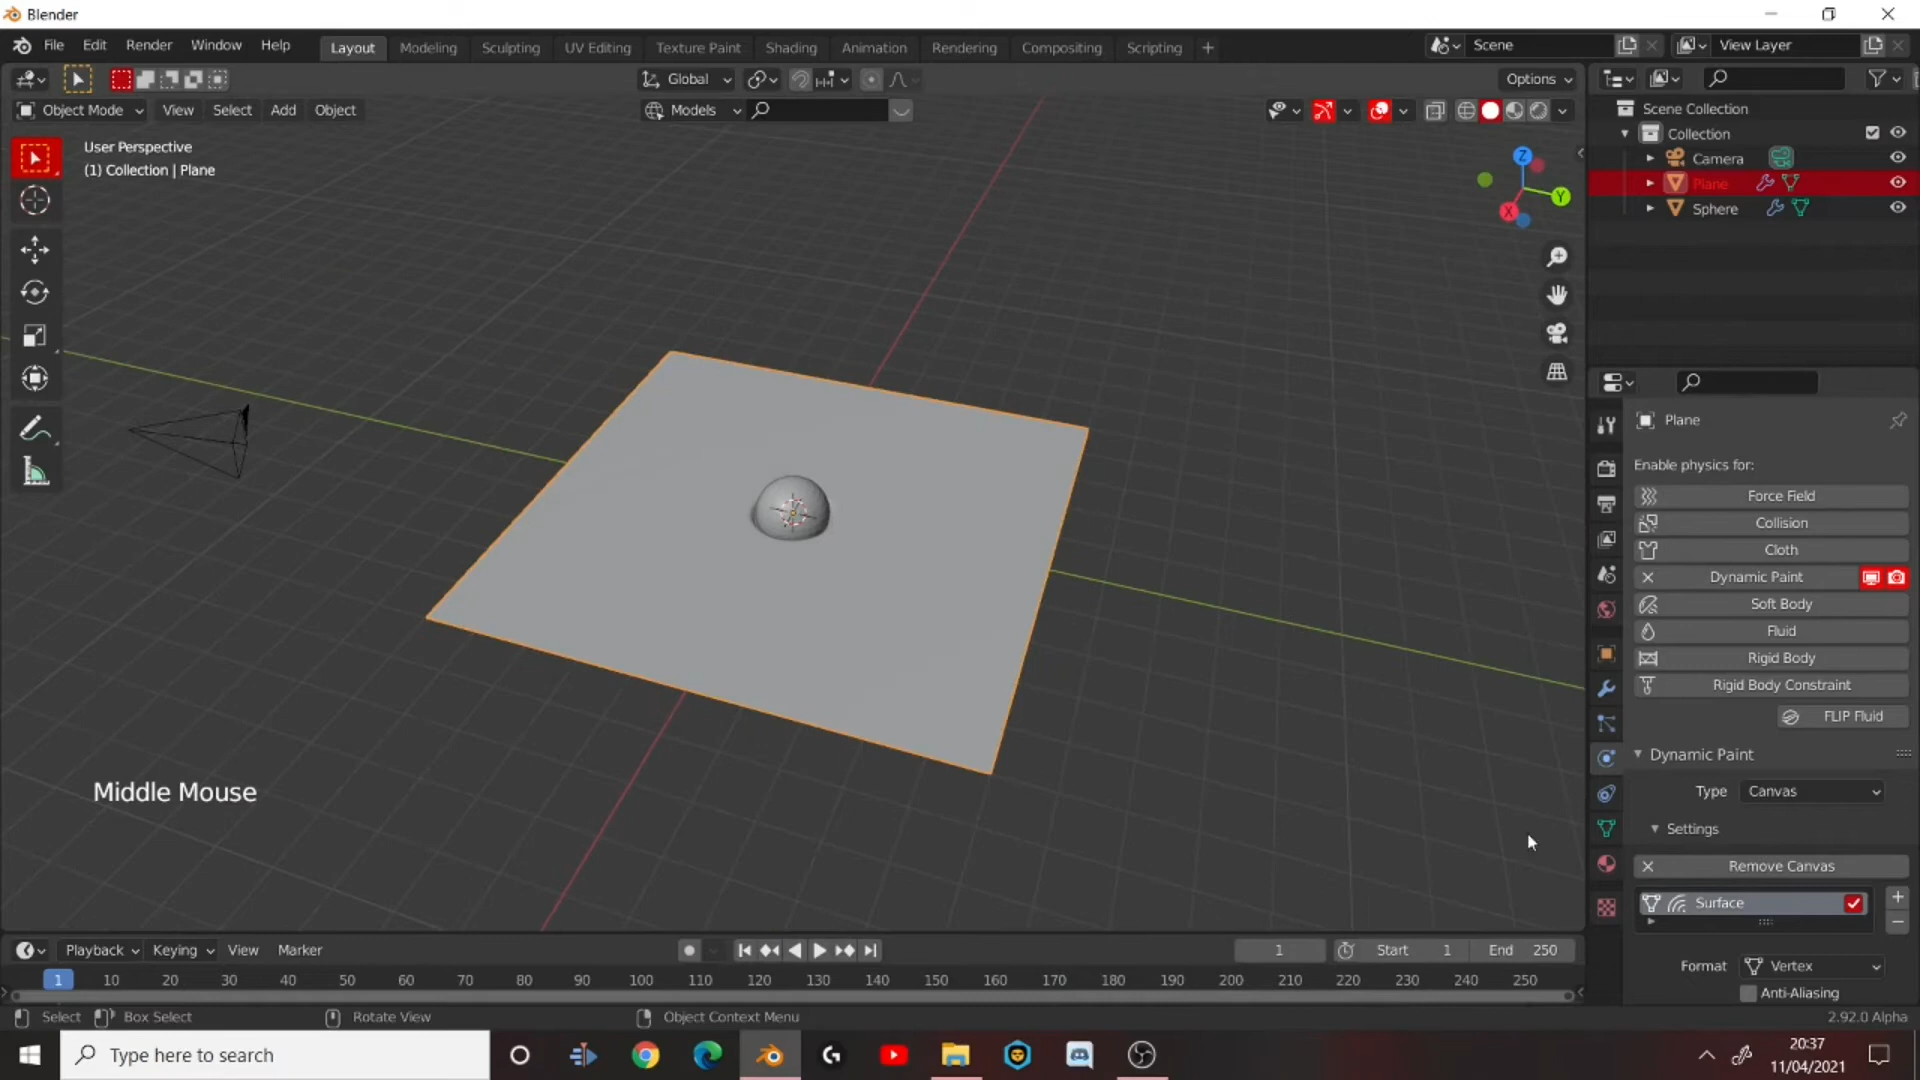 Blender
File Edit Render Window Help Layout Modeling Sculpting UV Editing Texture Paint Shading Animation Rendering Compositing Scripting + Scene View Layer
Global Options
Object Mode View Select Add Object Models
User Perspective
(1) Collection | Plane
Z
Y
X
Scene Collection
Collection
Camera
Plane
Sphere
Plane
Enable physics for:
Force Field
Collision
Cloth
Dynamic Paint
Soft Body
Fluid
Rigid Body
Rigid Body Constraint
FLIP Fluid
Dynamic Paint
Type Canvas
Settings
Remove Canvas
Surface
Format Vertex
Anti-Aliasing
Middle Mouse
Playback Keying View Marker 1 Start 1 End 250
1 10 20 30 40 50 60 70 80 90 100 110 120 130 140 150 160 170 180 190 200 210 220 230 240 250
Select Box Select Rotate View Object Context Menu 2.92.0 Alpha
Type here to search
20:37
11/04/2021